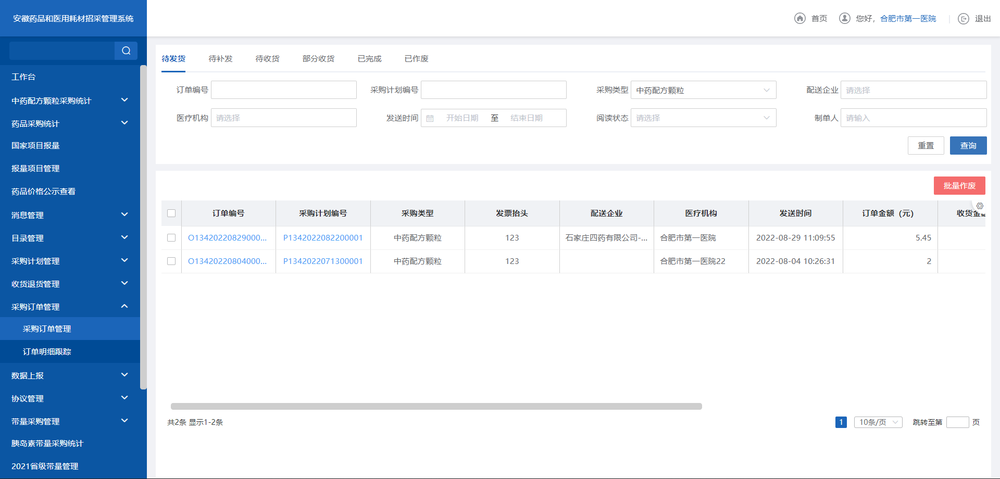 安徽药品和医用耗材招采管理系统
首页
您好，合肥市第一医院
退出
工作台
中药配方颗粒采购统计
药品采购统计
国家项目报量
报量项目管理
药品价格公示查看
消息管理
目录管理
采购计划管理
收货退货管理
采购订单管理
采购订单管理
订单明细跟踪
数据上报
协议管理
带量采购管理
胰岛素带量采购统计
2021省级带量管理
待发货 待补发 待收货 部分收货 已完成 已作废
订单编号 采购计划编号 采购类型 中药配方颗粒 配送企业 请选择
医疗机构 请选择 发送时间 开始日期 至 结束日期 阅读状态 请选择 制单人 请输入
重置 查询
批量作废
订单编号 采购计划编号 采购类型 发票抬头 配送企业 医疗机构 发送时间 订单金额（元） 收货金额
O13420220829000... P1342022082200001 中药配方颗粒 123 石家庄四药有限公司-... 合肥市第一医院 2022-08-29 11:09:55 5.45
O13420220804000... P1342022071300001 中药配方颗粒 123 合肥市第一医院22 2022-08-04 10:26:31 2
共2条 显示1-2条
1 10条/页 跳转至第 页